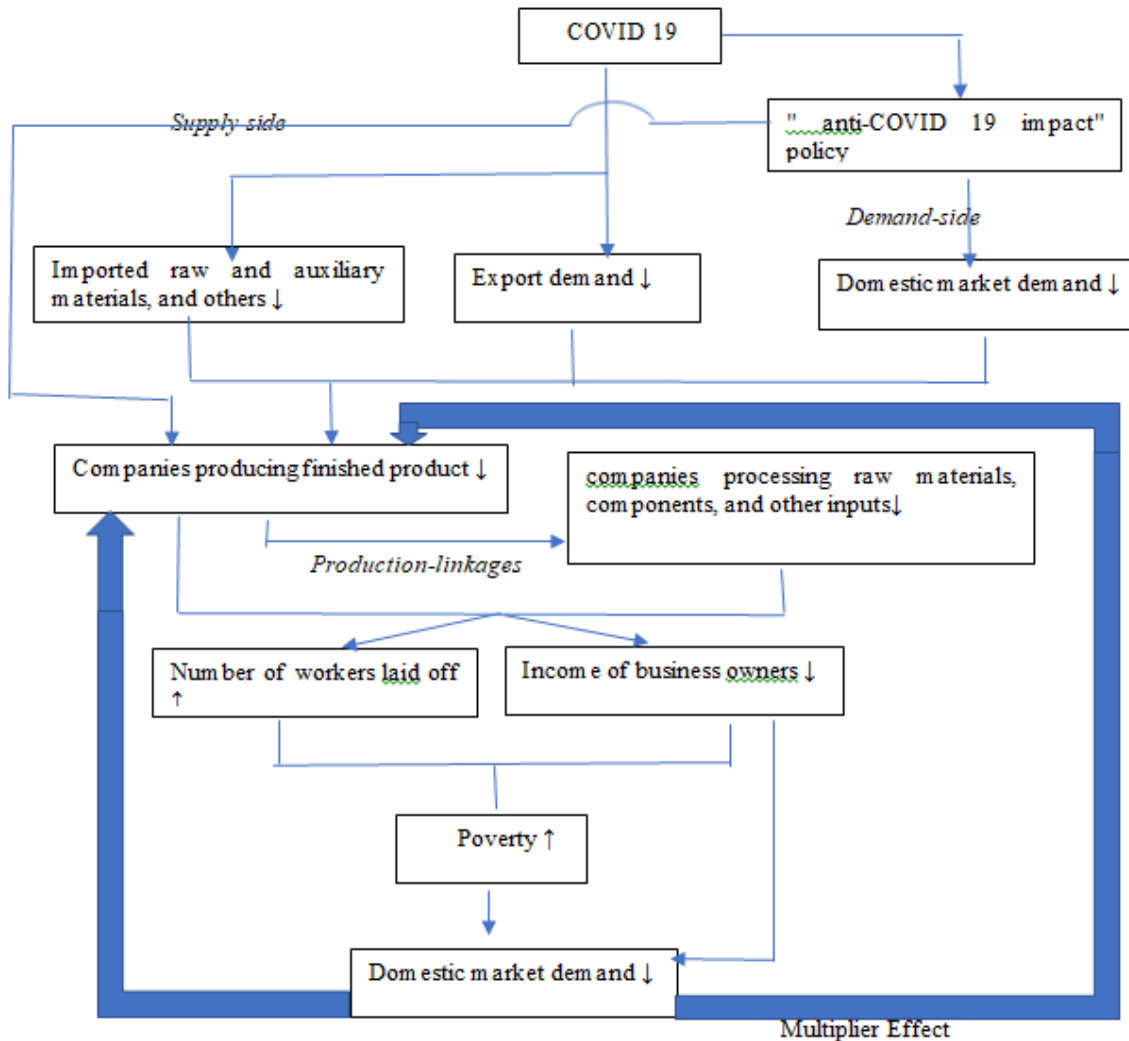 COVID 19
Supply side
" anti-COVID 19 impact"
policy
Demand-side
Imported raw and auxiliary
materials, and others ↓
Export demand ↓
Domestic market demand ↓
Companies producing finished product ↓
companies processing raw materials,
components, and other inputs↓
Production-linkages
Number of workers laid off
↑
Income of business owners ↓
Poverty ↑
Domestic market demand ↓
Multiplier Effect